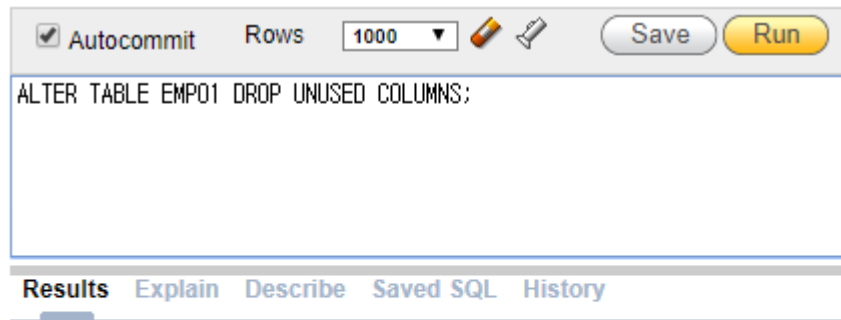 Autocommit Rows 1000 Save Run
ALTER TABLE EMP01 DROP UNUSED COLUMNS;
Results Explain Describe Saved SQL History